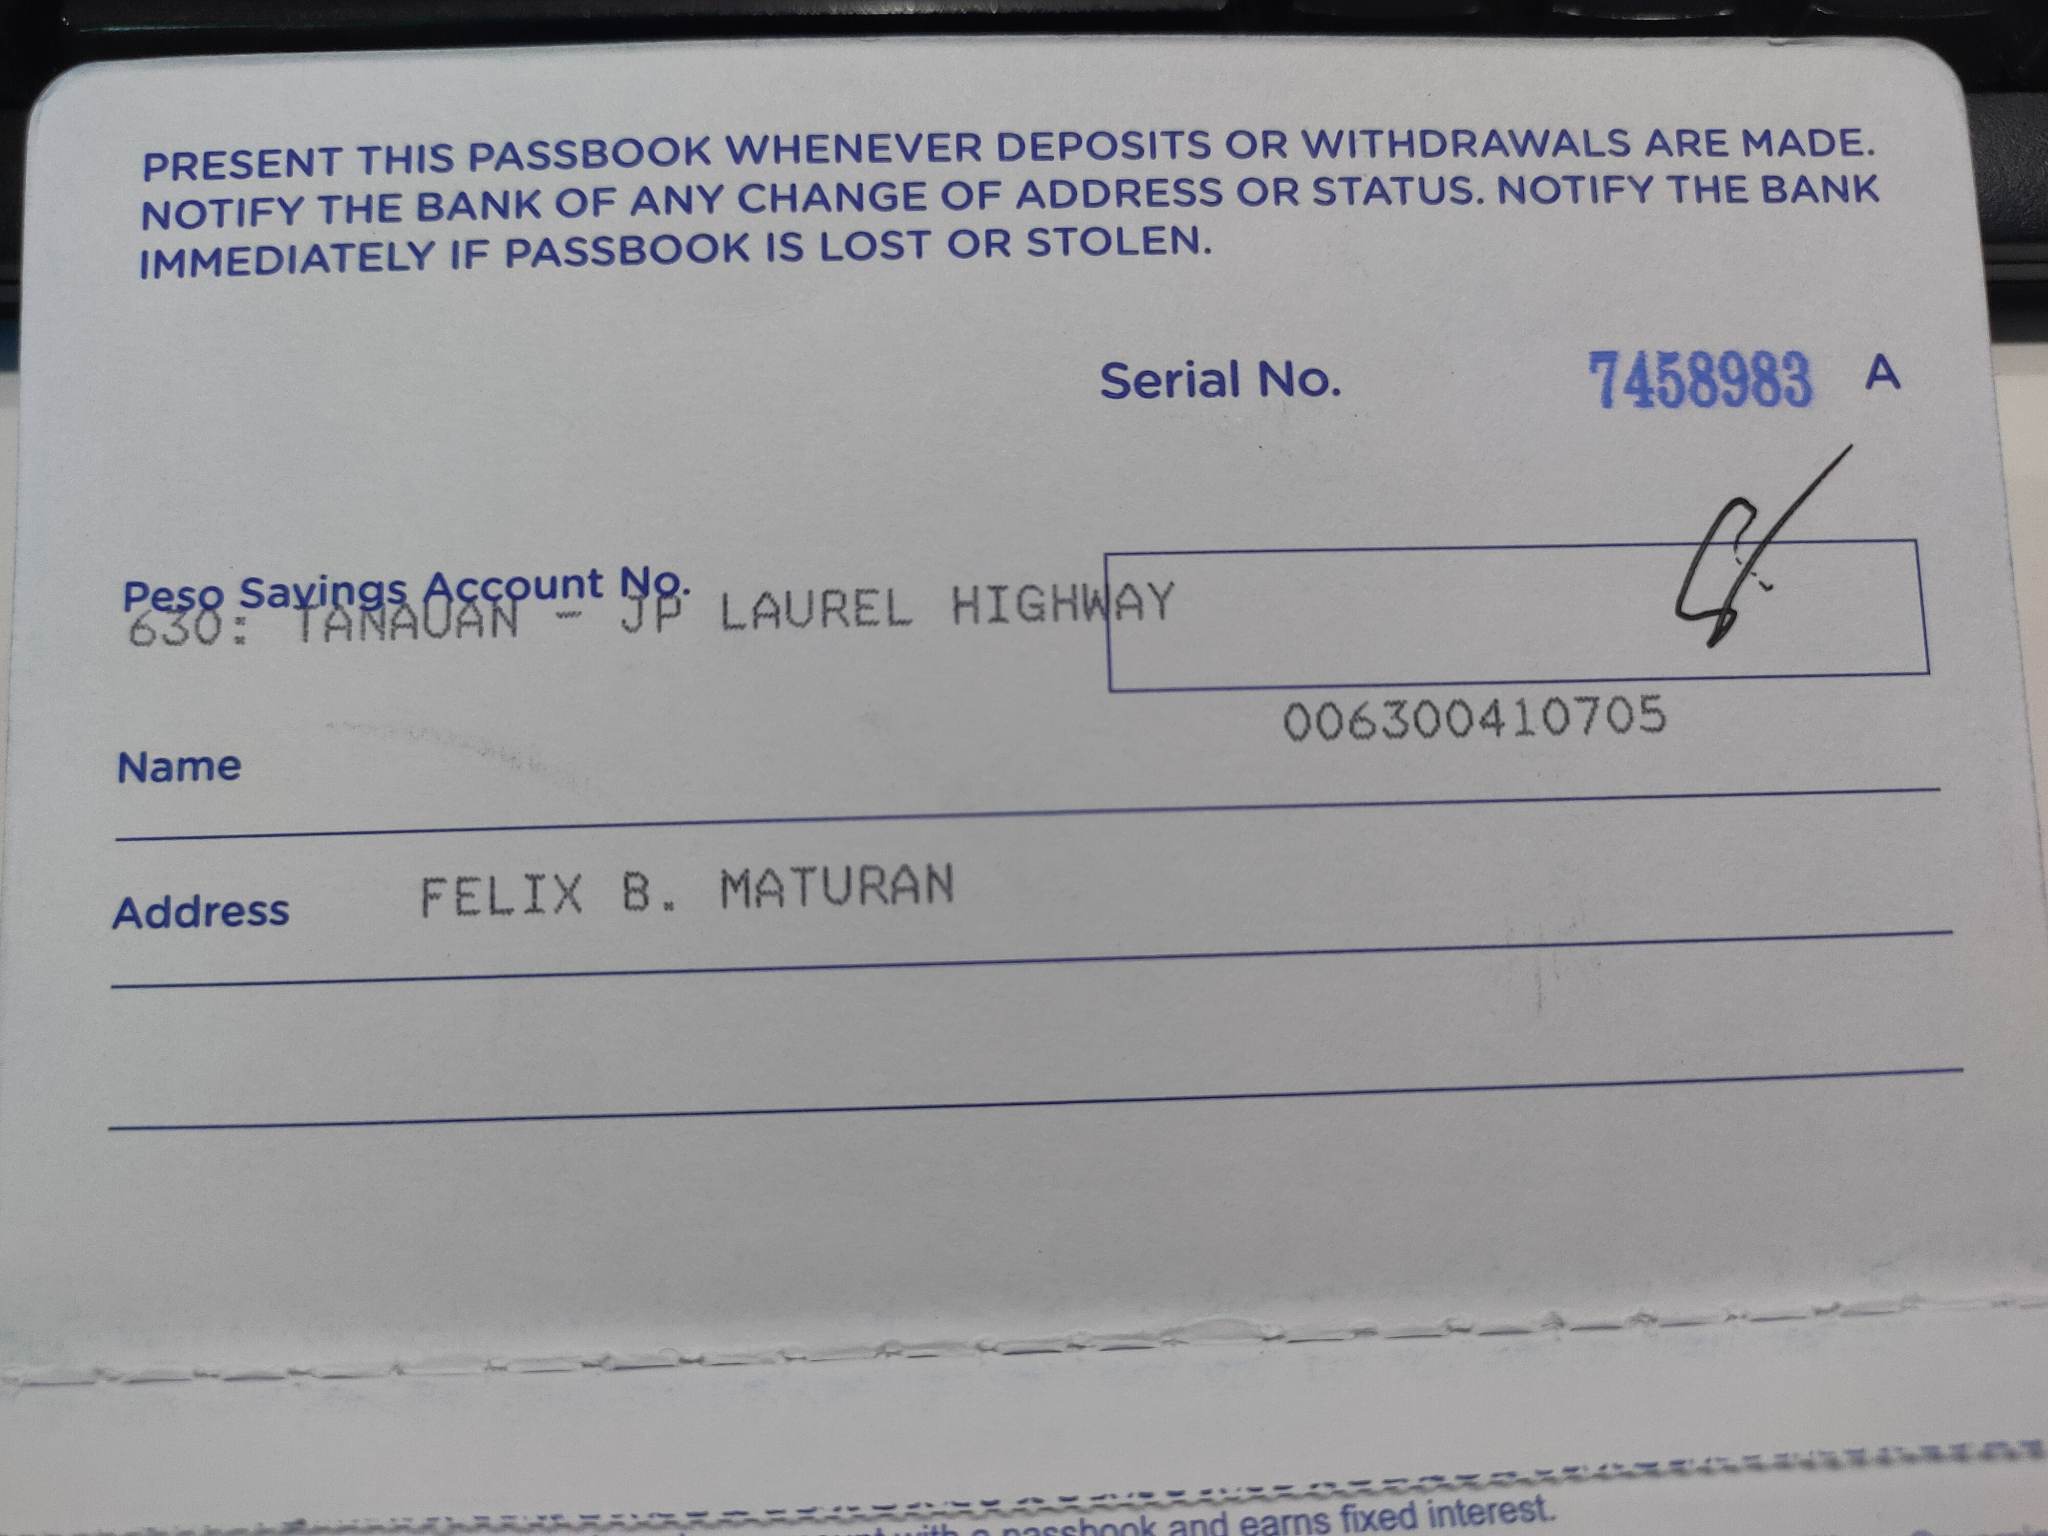 PRESENT THIS PASSBOOK WHENEVER DEPOSITS OR WITHDRAWALS ARE MADE.
NOTIFY THE BANK OF ANY CHANGE OF ADDRESS OR STATUS. NOTIFY THE BANK
IMMEDIATELY IF PASSBOOK IS LOST OR STOLEN.
Serial No. 7458983 A
Peso Savings Account No.
630: TANAUAN - JP LAUREL HIGHWAY
006300410705
Name
Address FELIX B. MATURAN
with a passbook and earns fixed interest.